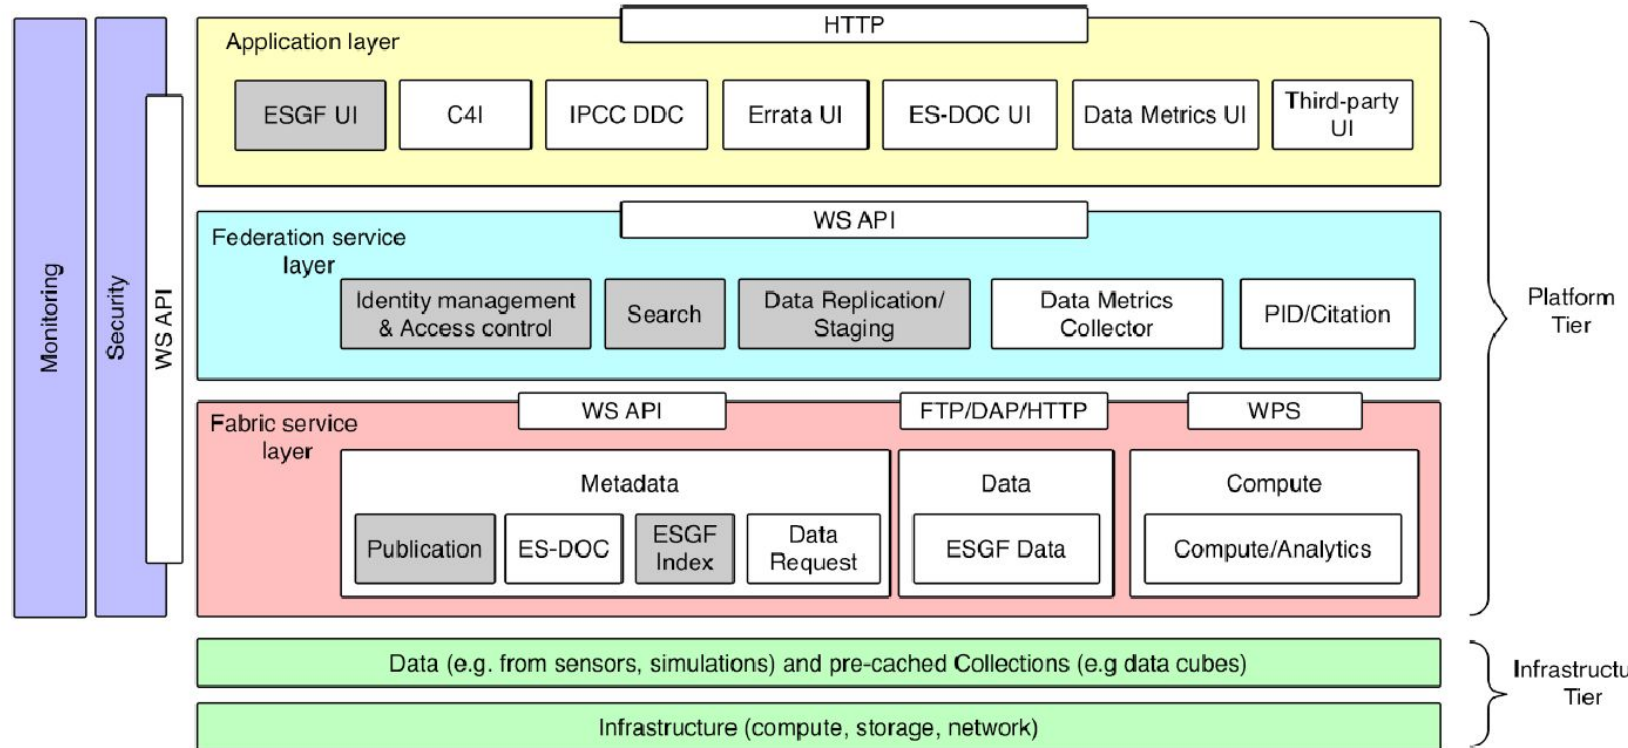 HTTP
Application layer
ESGF UI
C4I
IPCC DDC
Errata UI
ES-DOC UI
Data Metrics UI
Third-party
UI
WS API
Federation service
layer
Identity management
& Access control
Search
Data Replication/
Staging
Data Metrics
Collector
PID/Citation
Monitoring
Security
WS API
Platform
Tier
WS API
FTP/DAP/HTTP
WPS
Fabric service
layer
Metadata
Data
Compute
Publication
ES-DOC
ESGF
Index
Data
Request
ESGF Data
Compute/Analytics
Data (e.g. from sensors, simulations) and pre-cached Collections (e.g data cubes)
Infrastructure (compute, storage, network)
Infrastructu
Tier